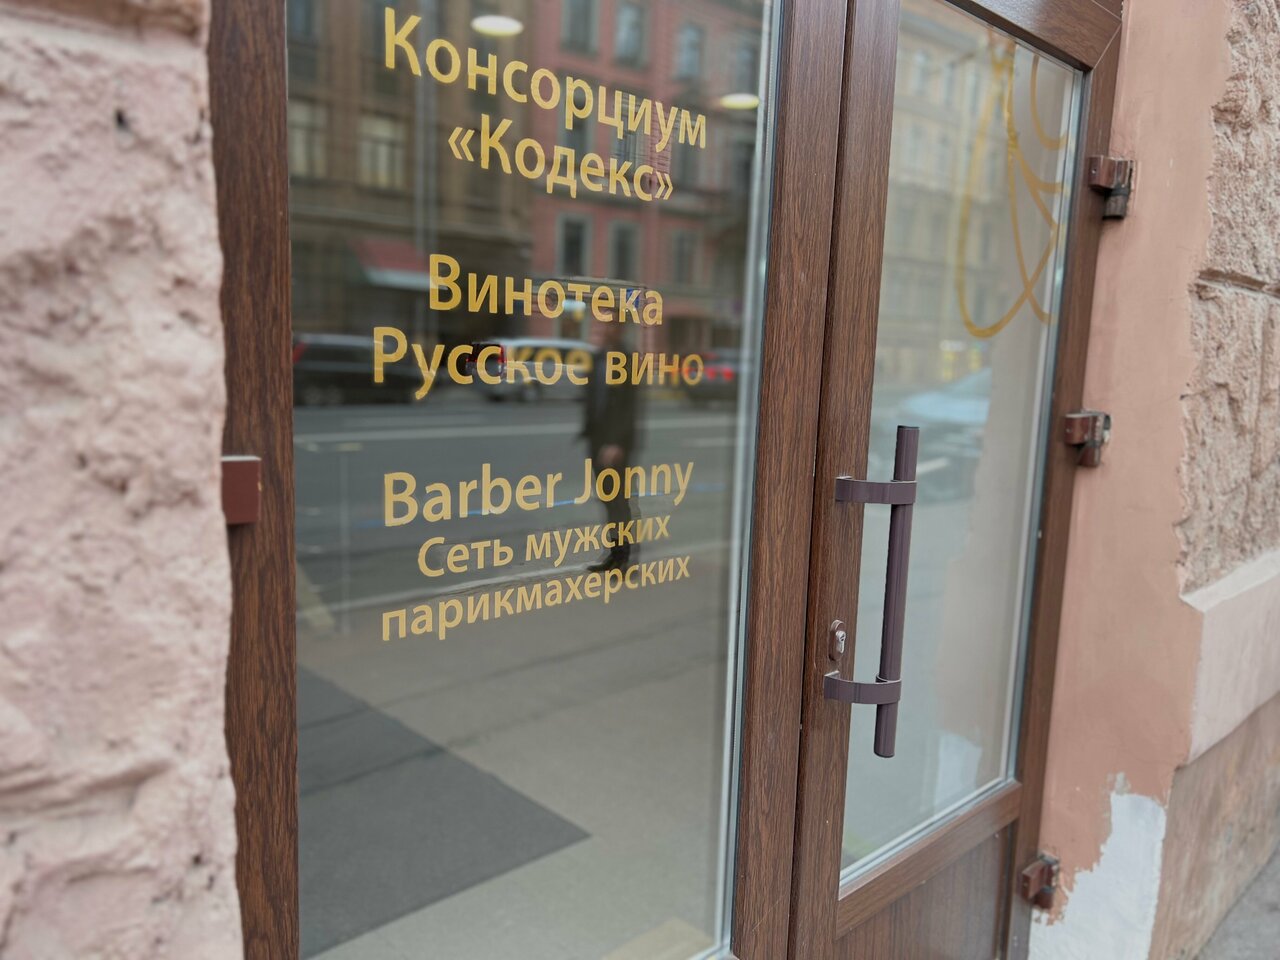 Консорциум
«Кодекс»
Винотека
Русское вино
Barber Jonny
Сеть мужских
парикмахерских